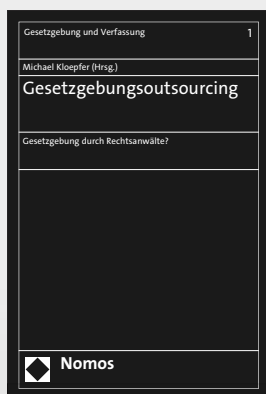 Gesetzgebung und Verfassung 1
Michael Kloepfer (Hrsg.)
Gesetzgebungsoutsourcing
Gesetzgebung durch Rechtsanwälte?
Nomos